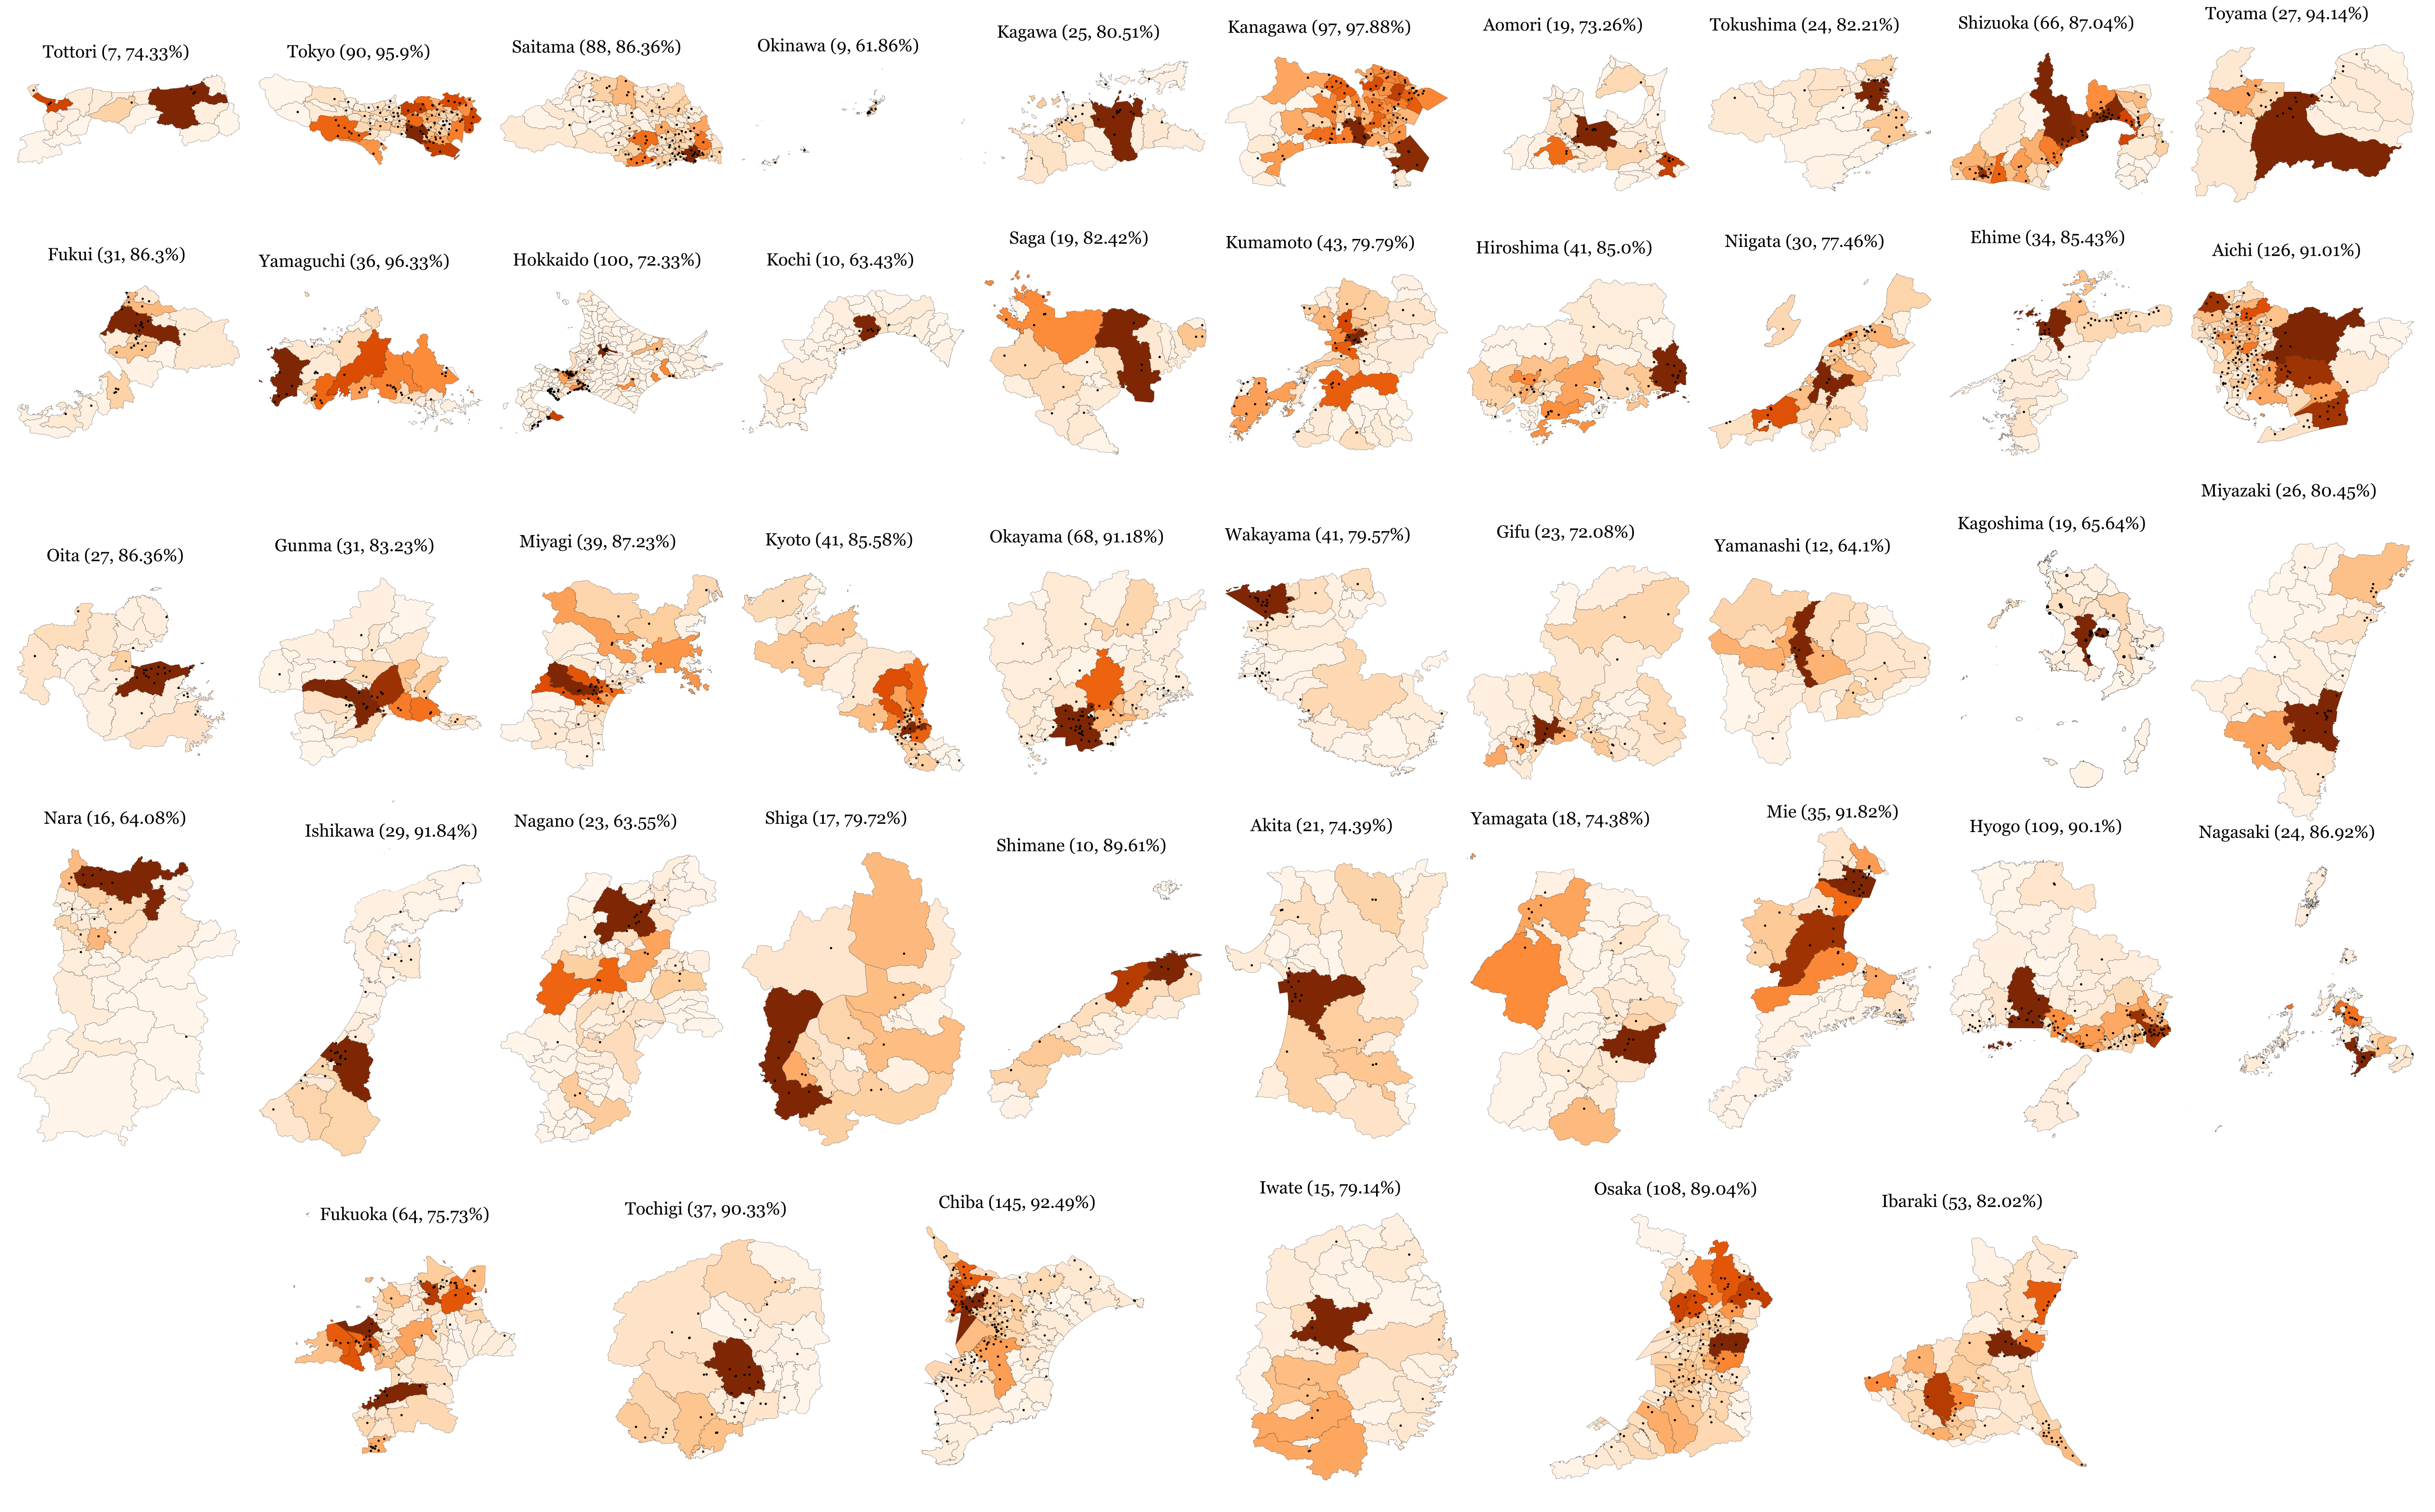 Tottori (7, 74.33%)
Tokyo (90, 95.9%)
Saitama (88, 86.36%)
Okinawa (9, 61.86%)
Kagawa (25, 80.51%)
Kanagawa (97, 97.88%)
Aomori (19, 73.26%)
Tokushima (24, 82.21%)
Shizuoka (66, 87.04%)
Toyama (27, 94.14%)
Fukui (31, 86.3%)
Yamaguchi (36, 96.33%)
Hokkaido (100, 72.33%)
Kochi (10, 63.43%)
Saga (19, 82.42%)
Kumamoto (43, 79.79%)
Hiroshima (41, 85.0%)
Niigata (30, 77.46%)
Ehime (34, 85.43%)
Aichi (126, 91.01%)
Oita (27, 86.36%)
Gunma (31, 83.23%)
Miyagi (39, 87.23%)
Kyoto (41, 85.58%)
Okayama (68, 91.18%)
Wakayama (41, 79.57%)
Gifu (23, 72.08%)
Yamanashi (12, 64.1%)
Kagoshima (19, 65.64%)
Miyazaki (26, 80.45%)
Nara (16, 64.08%)
Ishikawa (29, 91.84%)
Nagano (23, 63.55%)
Shiga (17, 79.72%)
Shimane (10, 89.61%)
Akita (21, 74.39%)
Yamagata (18, 74.38%)
Mie (35, 91.82%)
Hyogo (109, 90.1%)
Nagasaki (24, 86.92%)
Fukuoka (64, 75.73%)
Tochigi (37, 90.33%)
Chiba (145, 92.49%)
Iwate (15, 79.14%)
Osaka (108, 89.04%)
Ibaraki (53, 82.02%)